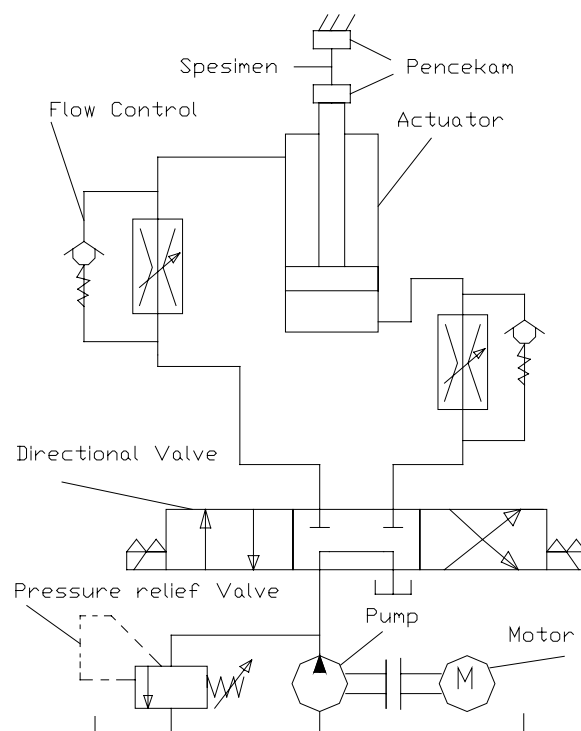 Spesimen
Pencekam
Flow Control
Actuator
Directional Valve
Pressure relief Valve
Pump
Motor
M